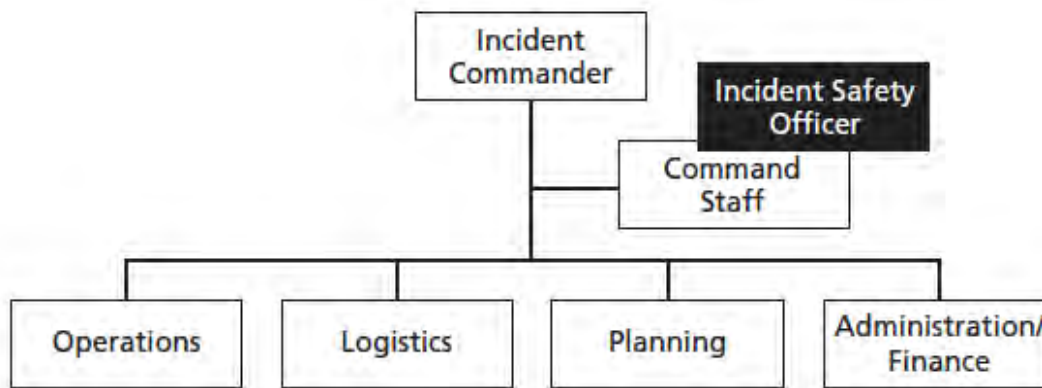 Incident
Commander
Incident Safety
Officer
Command
Staff
Operations
Logistics
Planning
Administration/
Finance